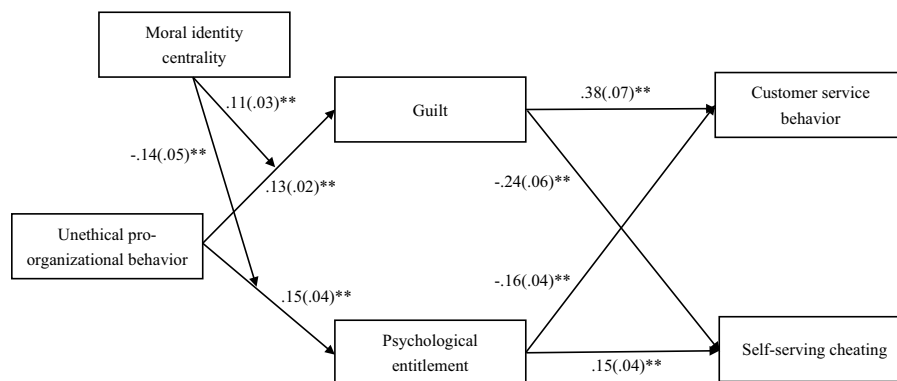 Moral identity
centrality
.11(.03)**
-.14(.05)**
Guilt
.38(.07)**
Customer service
behavior
.13(.02)**
-.24(.06)**
Unethical pro-
organizational behavior
.15(.04)**
-.16(.04)**
Psychological
entitlement
.15(.04)**
Self-serving cheating